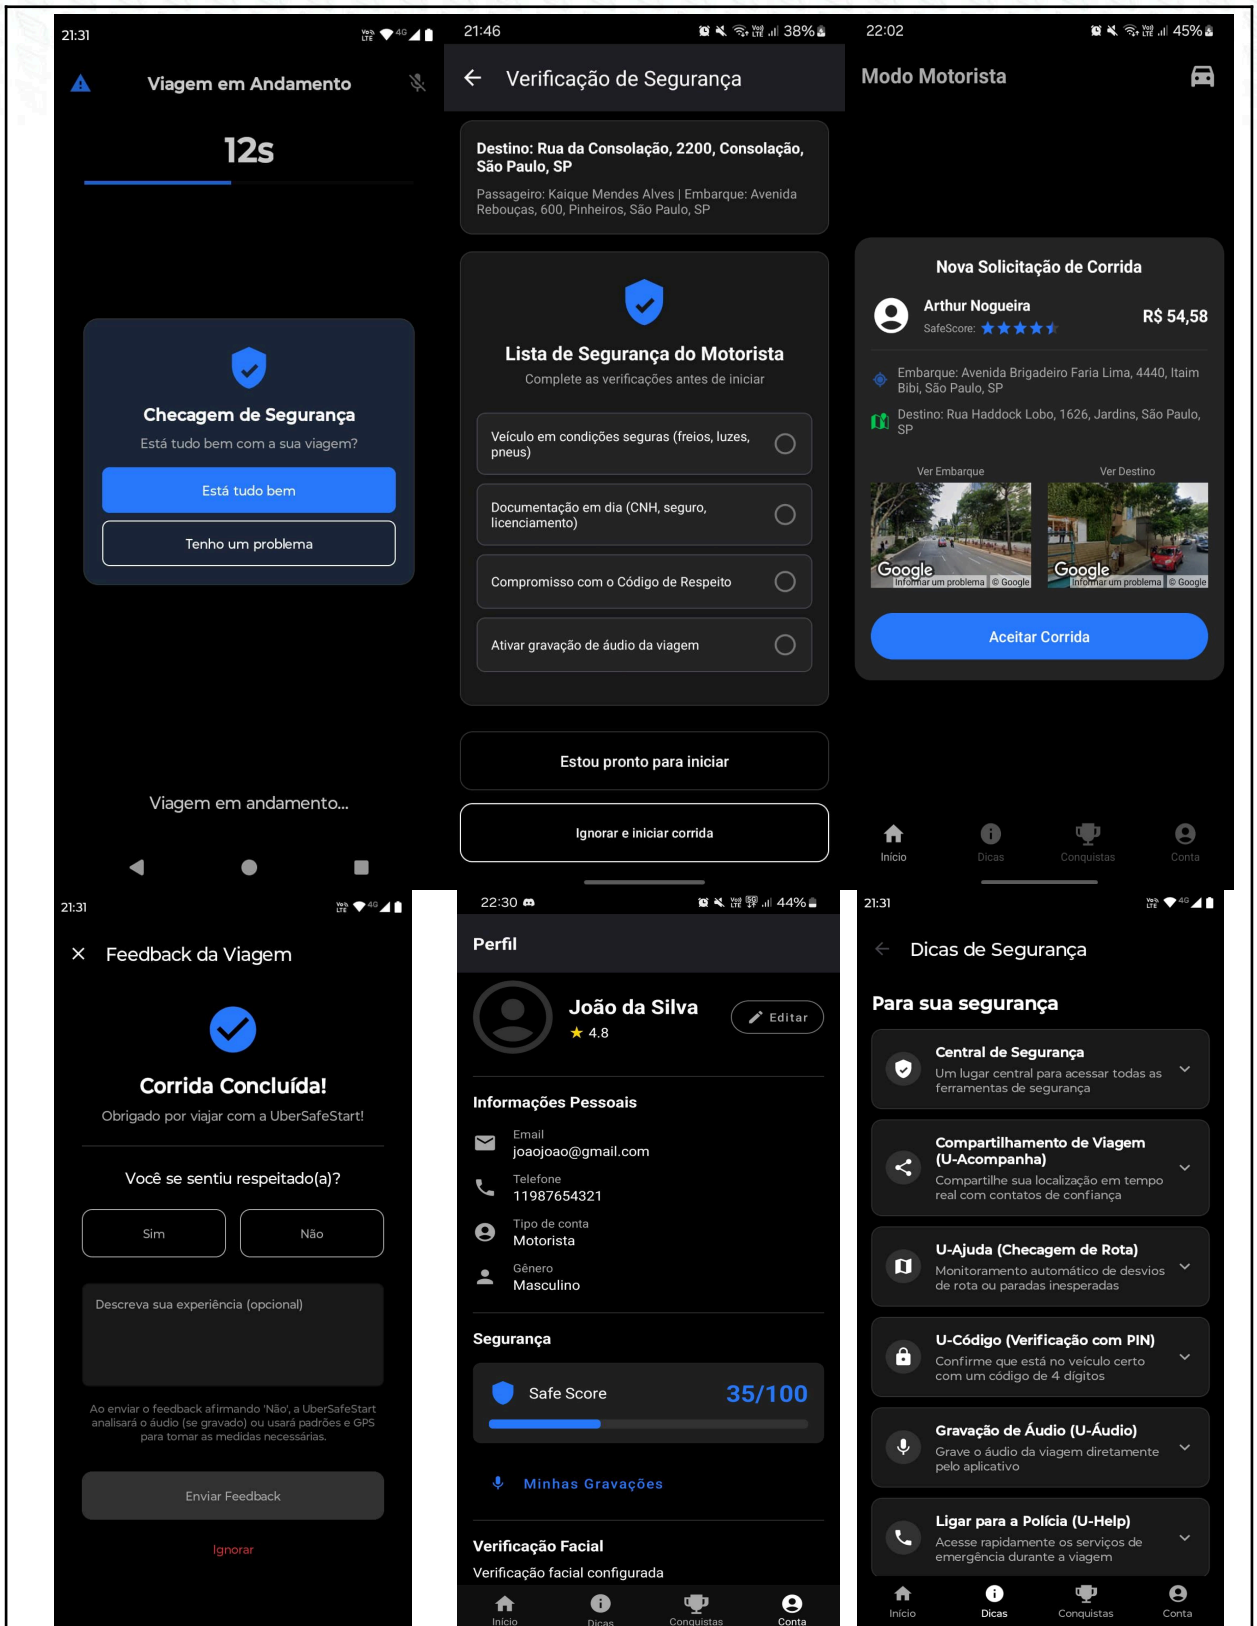 21:31
VoLTE 4G
Viagem em Andamento
12s
Checagem de Segurança
Está tudo bem com a sua viagem?
Está tudo bem
Tenho um problema
Viagem em andamento...
21:46
38%
Verificação de Segurança
Destino: Rua da Consolação, 2200, Consolação,
São Paulo, SP
Passageiro: Kaique Mendes Alves | Embarque: Avenida
Rebouças, 600, Pinheiros, São Paulo, SP
Lista de Segurança do Motorista
Complete as verificações antes de iniciar
Veículo em condições seguras (freios, luzes,
pneus)
Documentação em dia (CNH, seguro,
licenciamento)
Compromisso com o Código de Respeito
Ativar gravação de áudio da viagem
Estou pronto para iniciar
Ignorar e iniciar corrida
22:02
45%
Modo Motorista
Nova Solicitação de Corrida
Arthur Nogueira
R$ 54,58
SafeScore:
Embarque: Avenida Brigadeiro Faria Lima, 4440, Itaim
Bibi, São Paulo, SP
Destino: Rua Haddock Lobo, 1626, Jardins, São Paulo,
SP
Ver Embarque
Ver Destino
Google
Informar um problema © Google
Google
Informar um problema © Google
Aceitar Corrida
Início
Dicas
Conquistas
Conta
21:31
VoLTE 4G
Feedback da Viagem
Corrida Concluída!
Obrigado por viajar com a UberSafeStart!
Você se sentiu respeitado(a)?
Sim
Não
Descreva sua experiência (opcional)
Ao enviar o feedback afirmando 'Não', a UberSafeStart
analisará o áudio (se gravado) ou usará padrões e GPS
para tomar as medidas necessárias.
Enviar Feedback
Ignorar
22:30
44%
Perfil
João da Silva
4.8
Editar
Informações Pessoais
Email
joaojoao@gmail.com
Telefone
11987654321
Tipo de conta
Motorista
Gênero
Masculino
Segurança
Safe Score
35/100
Minhas Gravações
Verificação Facial
Verificação facial configurada
Início
Dicas
Conquistas
Conta
21:31
VoLTE 4G
Dicas de Segurança
Para sua segurança
Central de Segurança
Um lugar central para acessar todas as
ferramentas de segurança
Compartilhamento de Viagem
(U-Acompanha)
Compartilhe sua localização em tempo
real com contatos de confiança
U-Ajuda (Checagem de Rota)
Monitoramento automático de desvios
de rota ou paradas inesperadas
U-Código (Verificação com PIN)
Confirme que está no veículo certo
com um código de 4 dígitos
Gravação de Áudio (U-Áudio)
Grave o áudio da viagem diretamente
pelo aplicativo
Ligar para a Polícia (U-Help)
Acesse rapidamente os serviços de
emergência durante a viagem
Início
Dicas
Conquistas
Conta